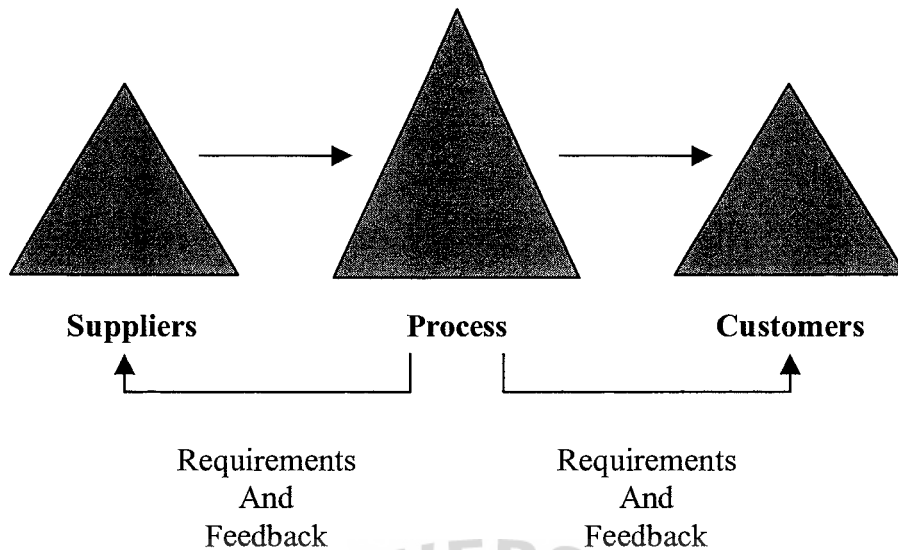 Suppliers
Process
Customers
Requirements
And
Feedback
Requirements
And
Feedback